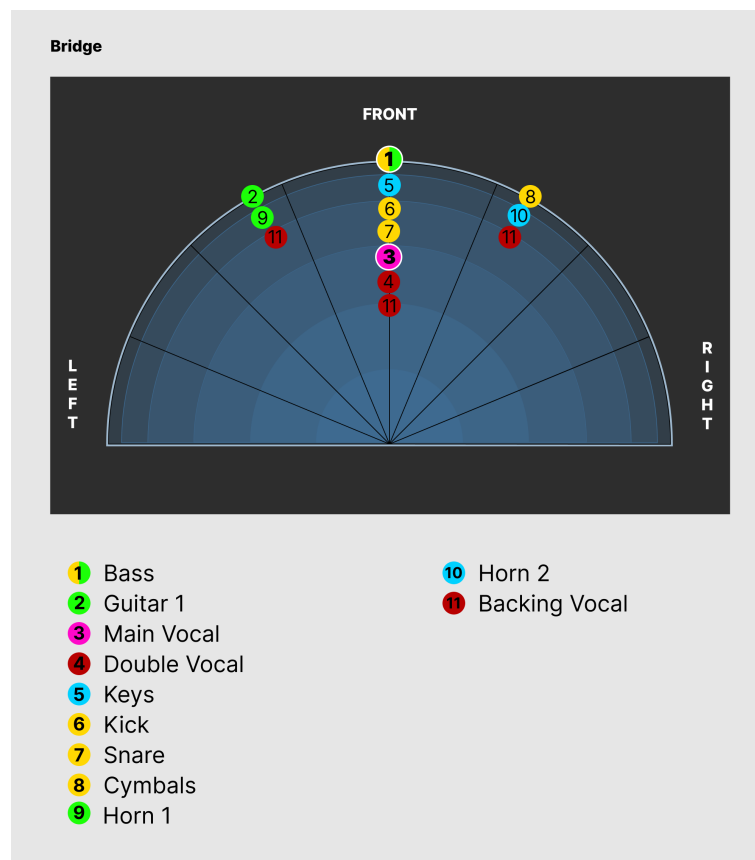 Bridge
FRONT
1
5
2
8
6
9
10
7
11
11
3
4
11
LEFT
RIGHT
1 Bass
2 Guitar 1
3 Main Vocal
4 Double Vocal
5 Keys
6 Kick
7 Snare
8 Cymbals
9 Horn 1
10 Horn 2
11 Backing Vocal